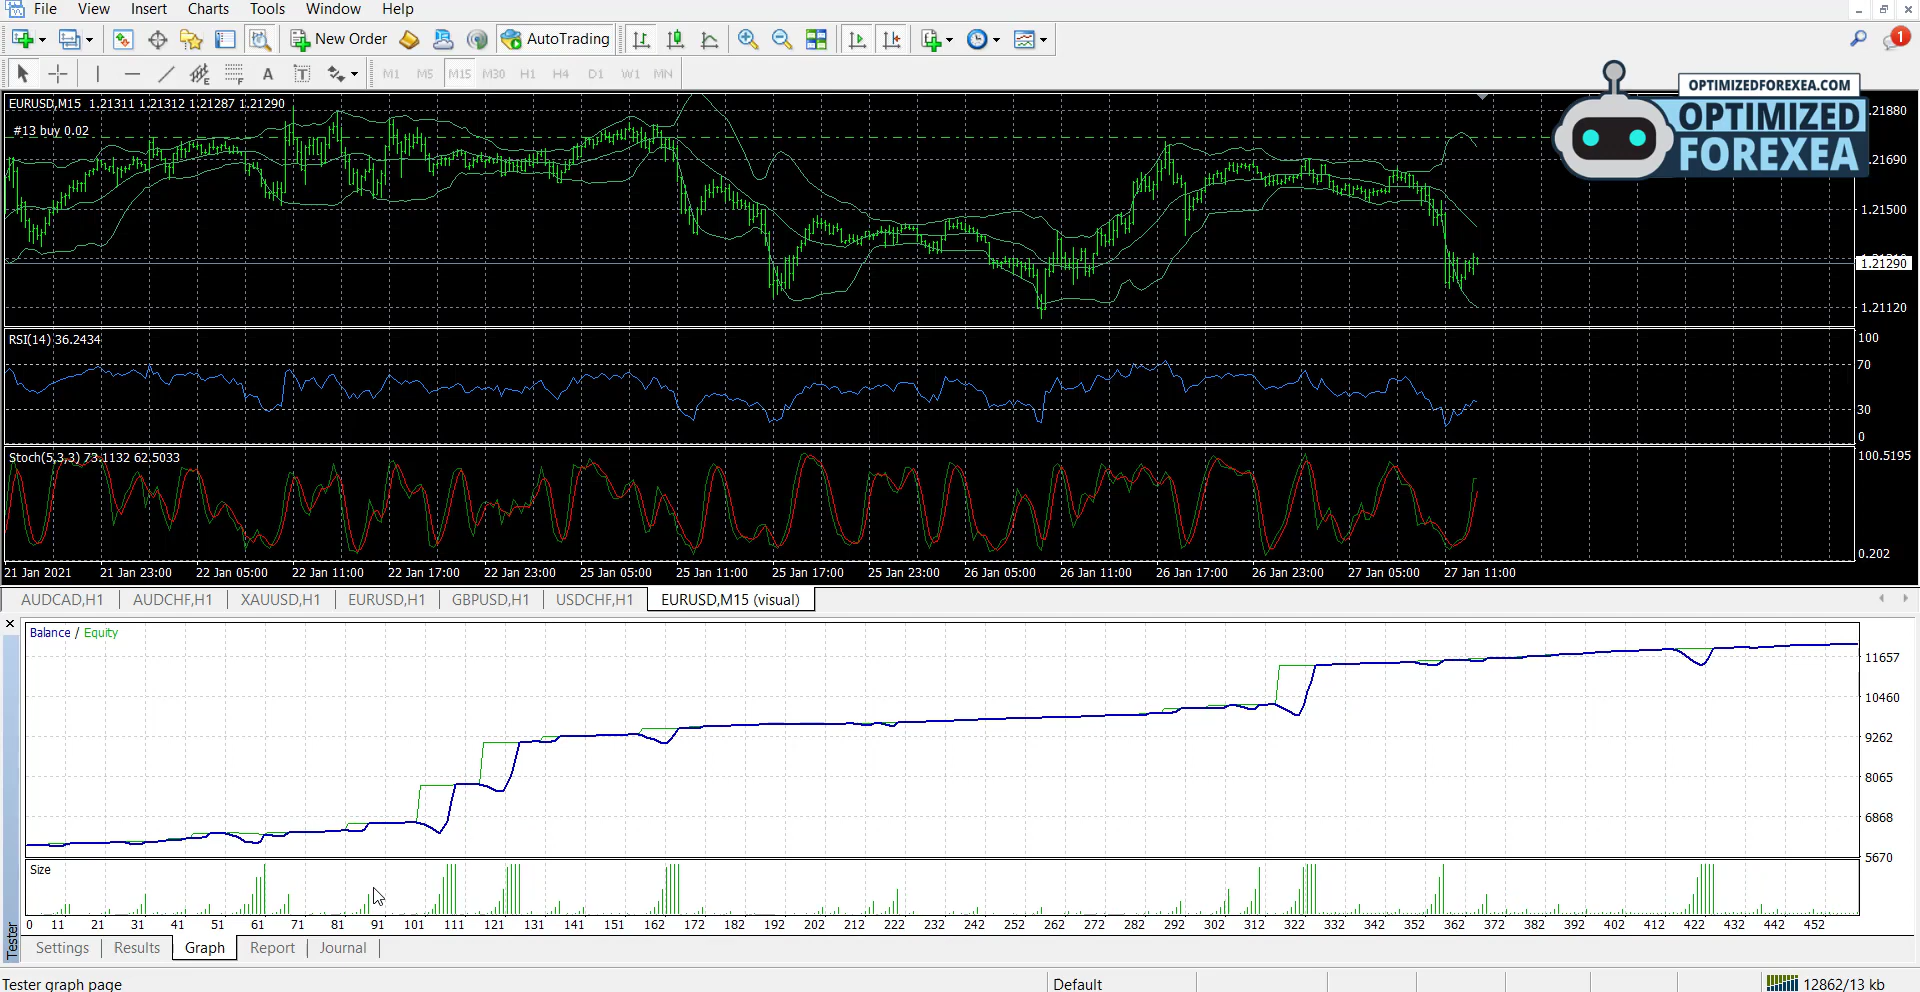 File View Insert Charts Tools Window Help
New Order AutoTrading 1
A T M1 M5 M15 M30 H1 H4 D1 W1 MN
OPTIMIZEDFOREXEA.COM
OPTIMIZED
FOREXEA
EURUSD,M15 1.21311 1.21312 1.21287 1.21290
#13 buy 0.02
1.21880
1.21690
1.21500
1.21290
1.21120
RSI(14) 36.2434
100
70
30
0
Stoch(5,3,3) 73.1132 62.5033
100.5195
0.202
21 Jan 2021 21 Jan 23:00 22 Jan 05:00 22 Jan 11:00 22 Jan 17:00 22 Jan 23:00 25 Jan 05:00 25 Jan 11:00 25 Jan 17:00 25 Jan 23:00 26 Jan 05:00 26 Jan 11:00 26 Jan 17:00 26 Jan 23:00 27 Jan 05:00 27 Jan 11:00
AUDCAD,H1 AUDCHF,H1 XAUUSD,H1 EURUSD,H1 GBPUSD,H1 USDCHF,H1 EURUSD,M15 (visual)
Balance / Equity
11657
10460
9262
8065
6868
5670
Size
0 11 21 31 41 51 61 71 81 91 101 111 121 131 141 151 162 172 182 192 202 212 222 232 242 252 262 272 282 292 302 312 322 332 342 352 362 372 382 392 402 412 422 432 442 452
Tester
Settings Results Graph Report Journal
Tester graph page Default 12862/13 kb